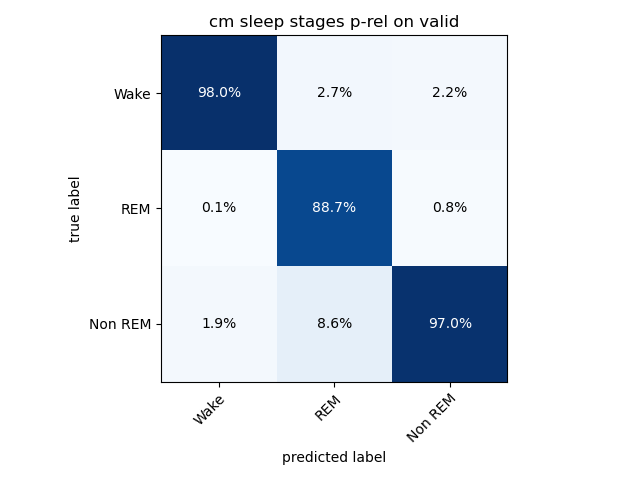 cm sleep stages p-rel on valid
Wake 98.0% 2.7% 2.2%
REM 0.1% 88.7% 0.8%
Non REM 1.9% 8.6% 97.0%
true label
Wake REM Non REM
predicted label